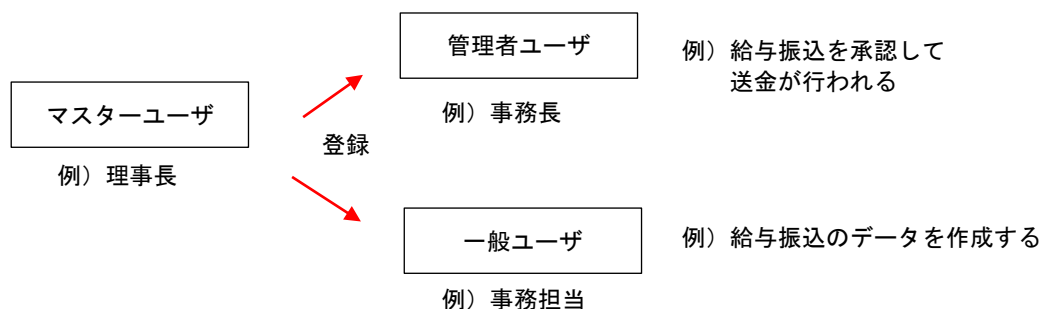 管理者ユーザ
例）給与振込を承認して
送金が行われる
マスターユーザ
例）事務長
登録
例）理事長
一般ユーザ
例）給与振込のデータを作成する
例）事務担当